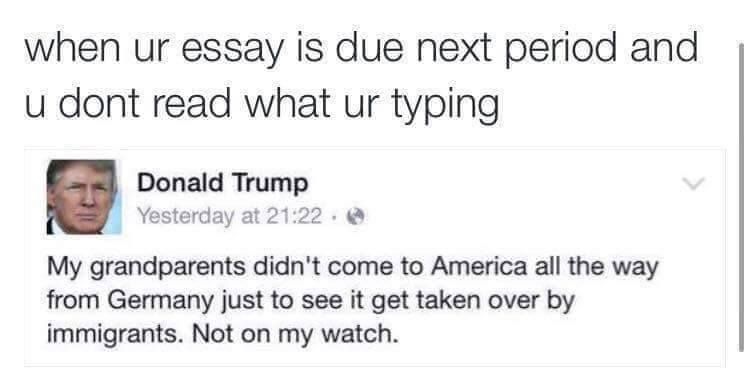 when ur essay is due next period and
u dont read what ur typing
Donald Trump
Yesterday at 21:22 ·
My grandparents didn't come to America all the way
from Germany just to see it get taken over by
immigrants. Not on my watch.